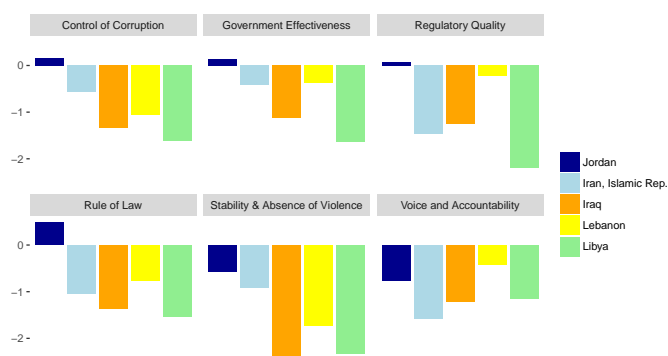 Control of Corruption
Government Effectiveness
Regulatory Quality
0
−1
−2
Rule of Law
Stability & Absence of Violence
Voice and Accountability
0
−1
−2
Jordan
Iran, Islamic Rep.
Iraq
Lebanon
Libya